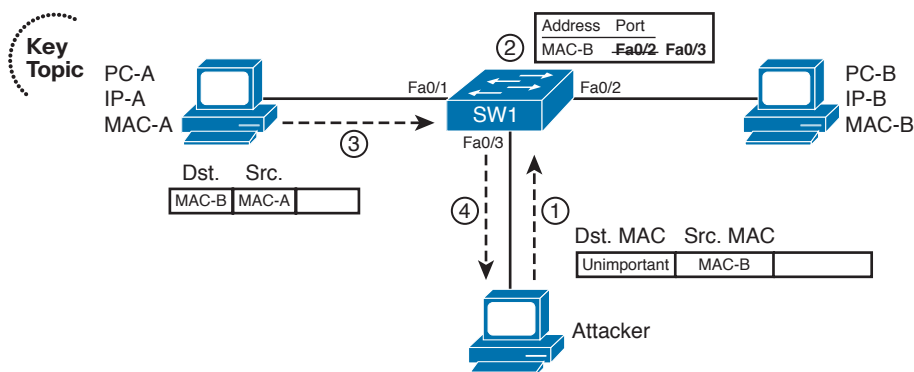 Key
Topic
PC-A
IP-A
MAC-A
Address Port
MAC-B Fa0/2 Fa0/3
2
Fa0/1
Fa0/2
SW1
Fa0/3
PC-B
IP-B
MAC-B
3
Dst. Src.
MAC-B MAC-A
4
1
Dst. MAC Src. MAC
Unimportant MAC-B
Attacker